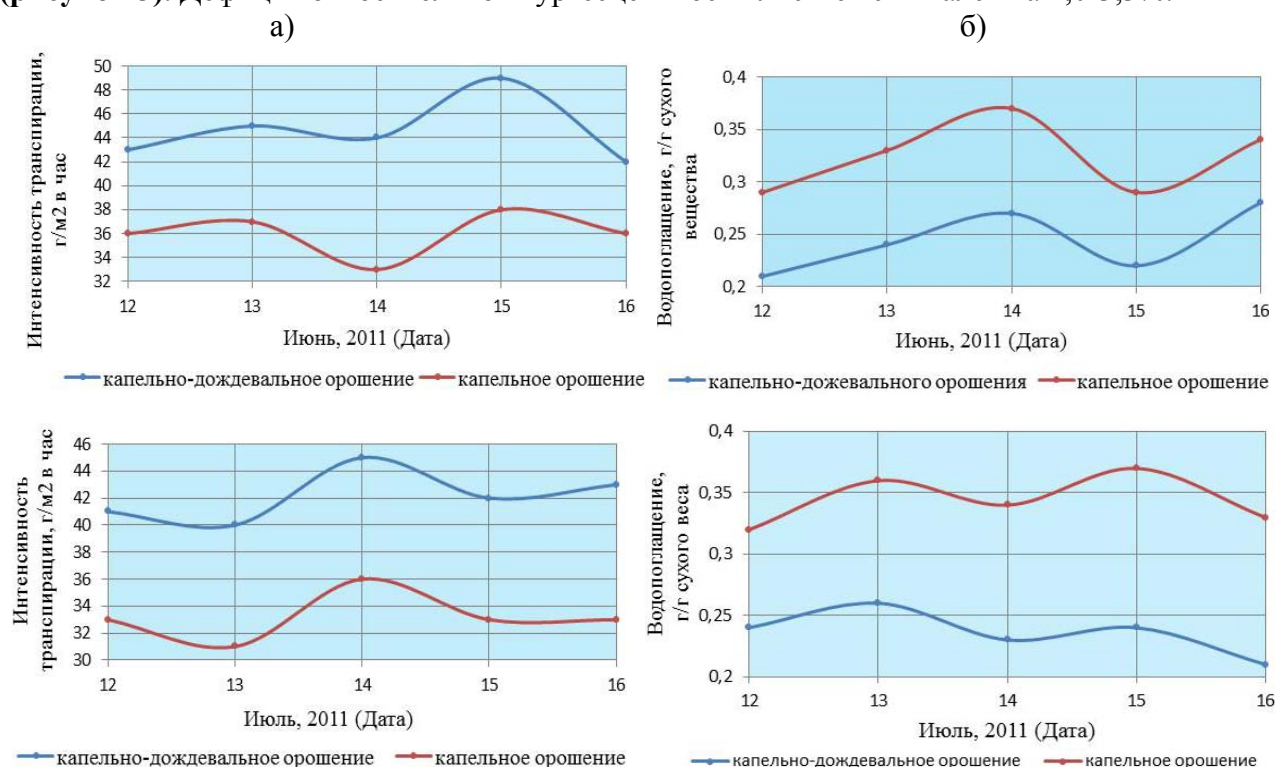 а)
б)
Интенсивность транспирации,
г/м2 в час
50
48
46
44
42
40
38
36
34
32
12 13 14 15 16
Июнь, 2011 (Дата)
капельно-дождевальное орошение капельное орошение
Водопоглащение, г/г сухого
вещества
0,4
0,35
0,3
0,25
0,2
12 13 14 15 16
Июнь, 2011 (Дата)
капельно-дожевального орошения капельное орошение
Интенсивность
транспирации, г/м2 в час
46
44
42
40
38
36
34
32
30
12 13 14 15 16
Июль, 2011 (Дата)
капельно-дождевальное орошение капельное орошение
Водопоглащение,
г/г сухого веса
0,4
0,35
0,3
0,25
0,2
12 13 14 15 16
Июль, 2011 (Дата)
капельно-дождевальное орошение капельное орошение